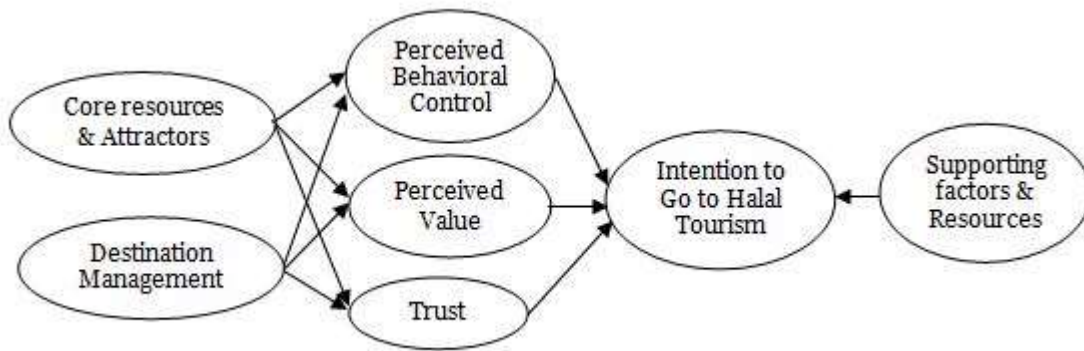 Core resources
& Attractors
Destination
Management
Perceived
Behavioral
Control
Perceived
Value
Trust
Intention to
Go to Halal
Tourism
Supporting
factors &
Resources